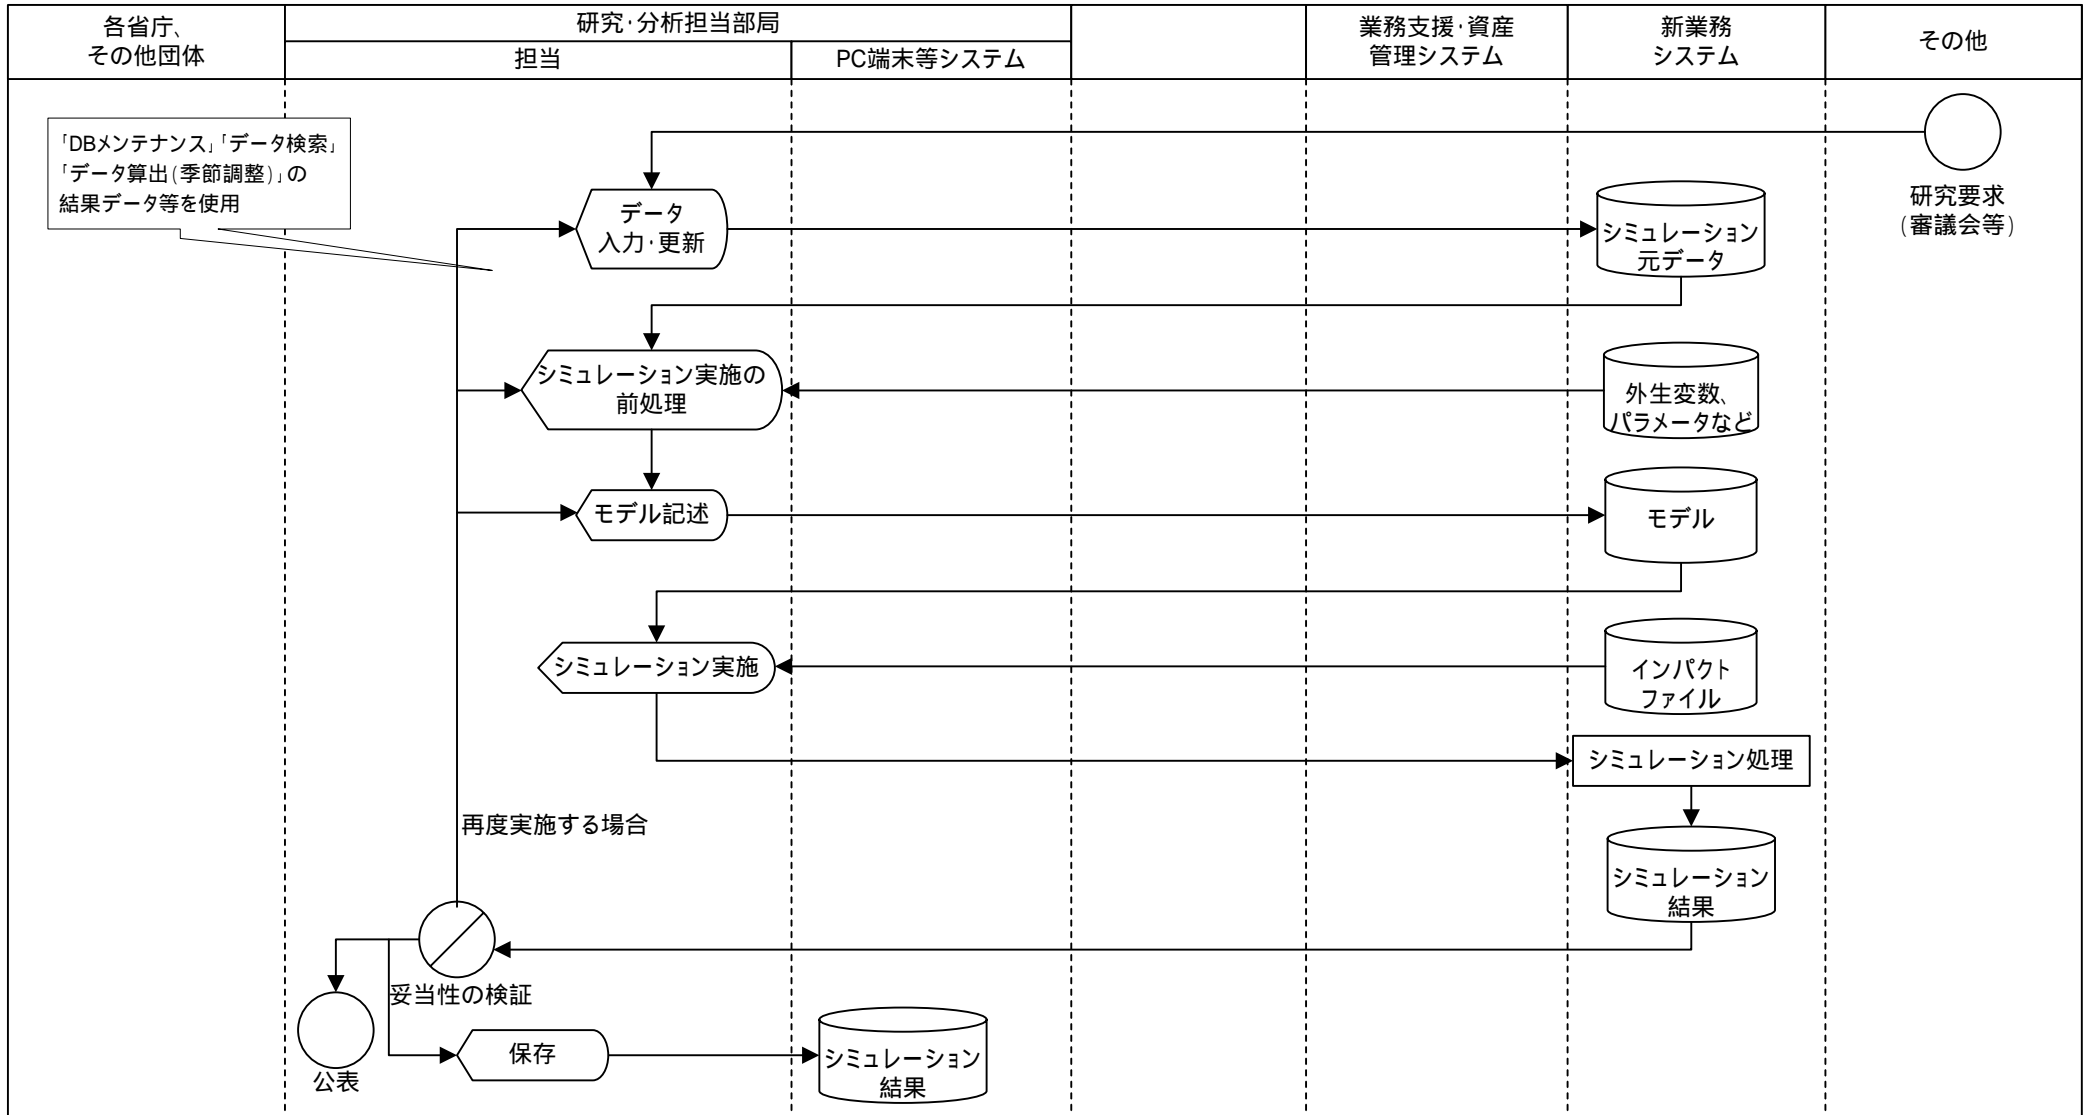 各省庁、
その他団体
研究・分析担当部局
担当
PC端末等システム
業務支援・資産
管理システム
新業務
システム
その他
「DBメンテナンス」「データ検索」
「データ算出(季節調整)」の
結果データ等を使用
データ
入力・更新
シミュレーション
元データ
研究要求
(審議会等)
シミュレーション実施の
前処理
外生変数、
パラメータなど
モデル記述
モデル
シミュレーション実施
インパクト
ファイル
シミュレーション処理
再度実施する場合
シミュレーション
結果
妥当性の検証
公表
保存
シミュレーション
結果